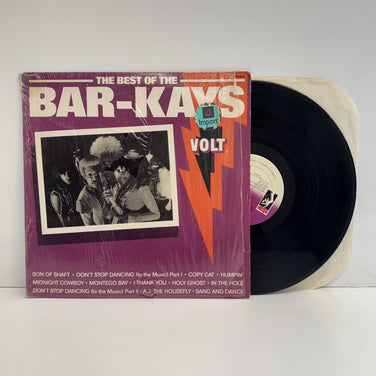 THE BEST OF THE
BAR-KAYS
Import
VOLT
SON OF SHAFT • DON'T STOP DANCING (to the Music) Part I • COPY CAT • HUMPIN'
MIDNIGHT COWBOY • MONTEGO BAY • I THANK YOU • HOLY GHOST • IN THE HOLE
DON'T STOP DANCING (to the Music) Part II • A.J. THE HOUSEFLY • SANG AND DANCE